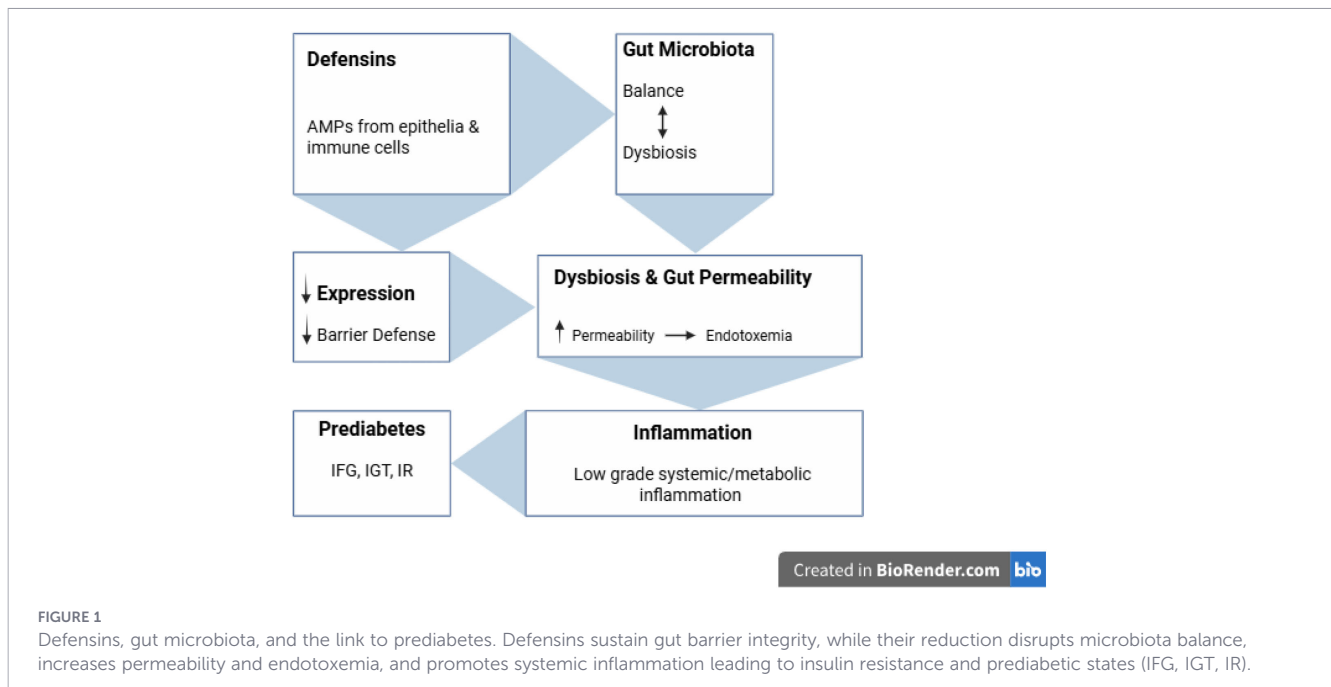 Defensins
AMPs from epithelia &
immune cells
Gut Microbiota
Balance
Dysbiosis
↓ Expression
↓ Barrier Defense
Dysbiosis & Gut Permeability
↑ Permeability → Endotoxemia
Prediabetes
IFG, IGT, IR
Inflammation
Low grade systemic/metabolic
inflammation
Created in BioRender.com bio
FIGURE 1
Defensins, gut microbiota, and the link to prediabetes. Defensins sustain gut barrier integrity, while their reduction disrupts microbiota balance,
increases permeability and endotoxemia, and promotes systemic inflammation leading to insulin resistance and prediabetic states (IFG, IGT, IR).